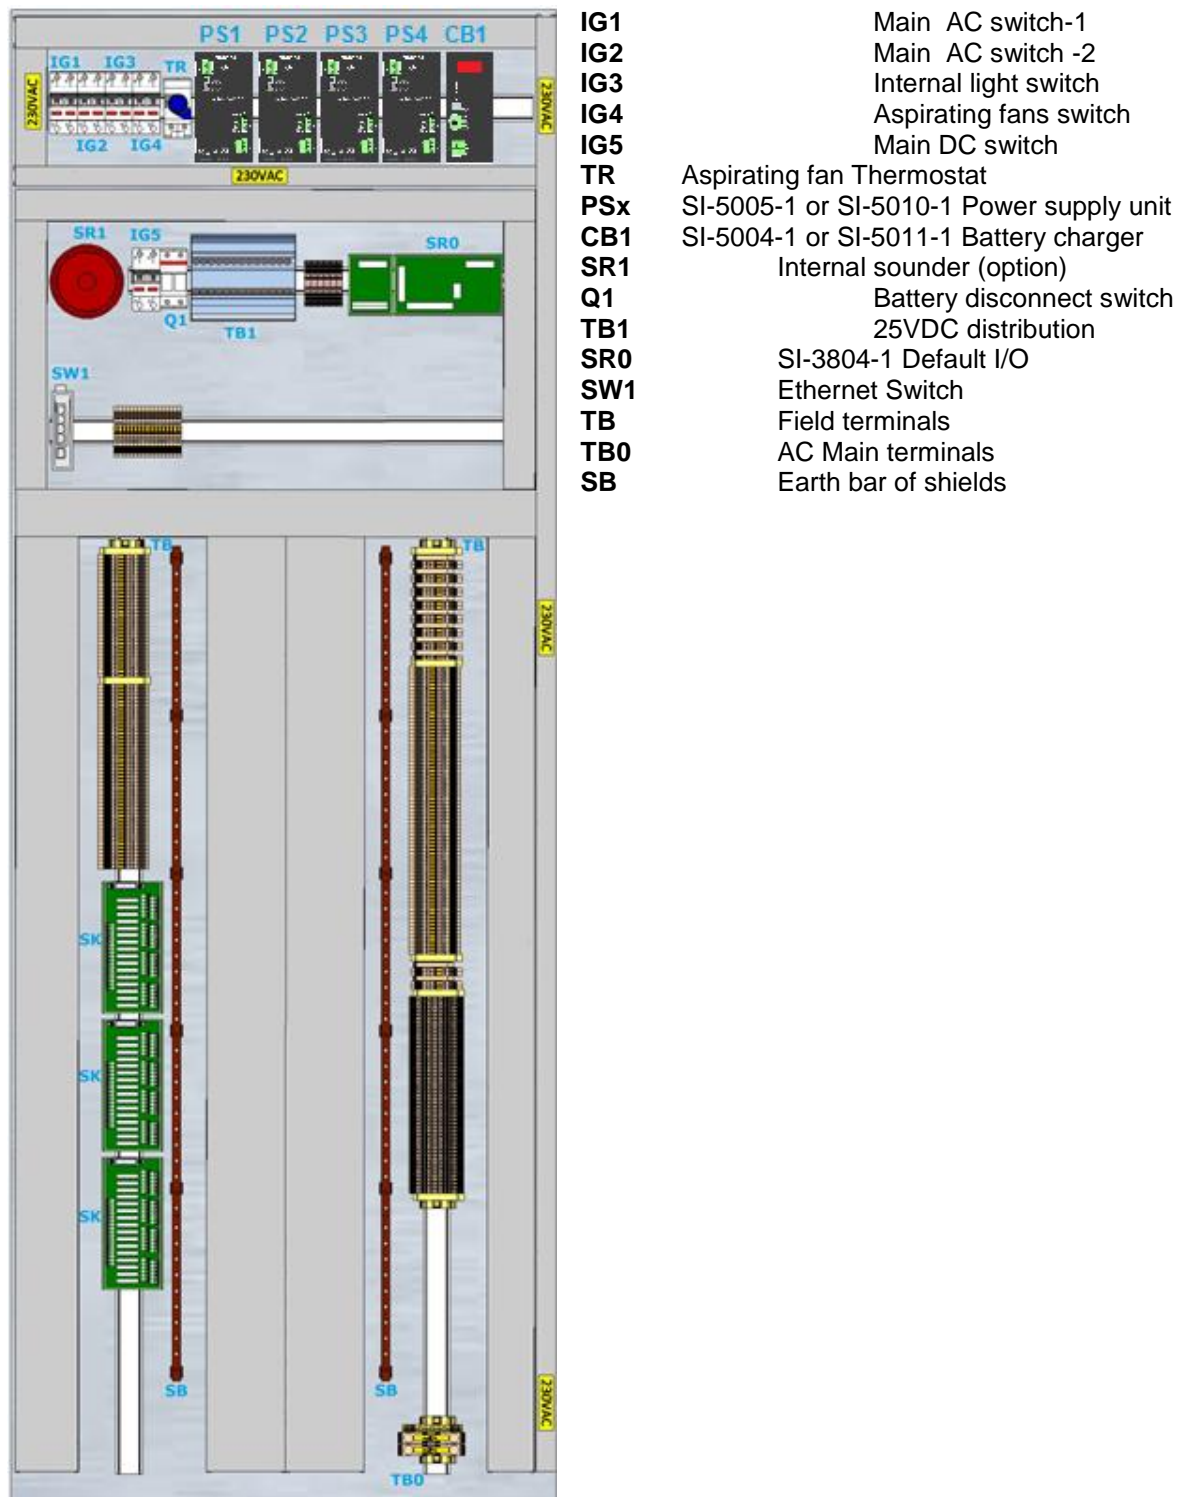 PS1 PS2 PS3 PS4 CB1
IG1 IG3 TR
230VAC
230VAC
IG2 IG4
230VAC
SR1 IG5 SR0
Q1
TB1
SW1
TB TB
230VAC
SK
SK
SK
SB SB
230VAC
TB0
IG1 Main AC switch-1
IG2 Main AC switch -2
IG3 Internal light switch
IG4 Aspirating fans switch
IG5 Main DC switch
TR Aspirating fan Thermostat
PSx SI-5005-1 or SI-5010-1 Power supply unit
CB1 SI-5004-1 or SI-5011-1 Battery charger
SR1 Internal sounder (option)
Q1 Battery disconnect switch
TB1 25VDC distribution
SR0 SI-3804-1 Default I/O
SW1 Ethernet Switch
TB Field terminals
TB0 AC Main terminals
SB Earth bar of shields